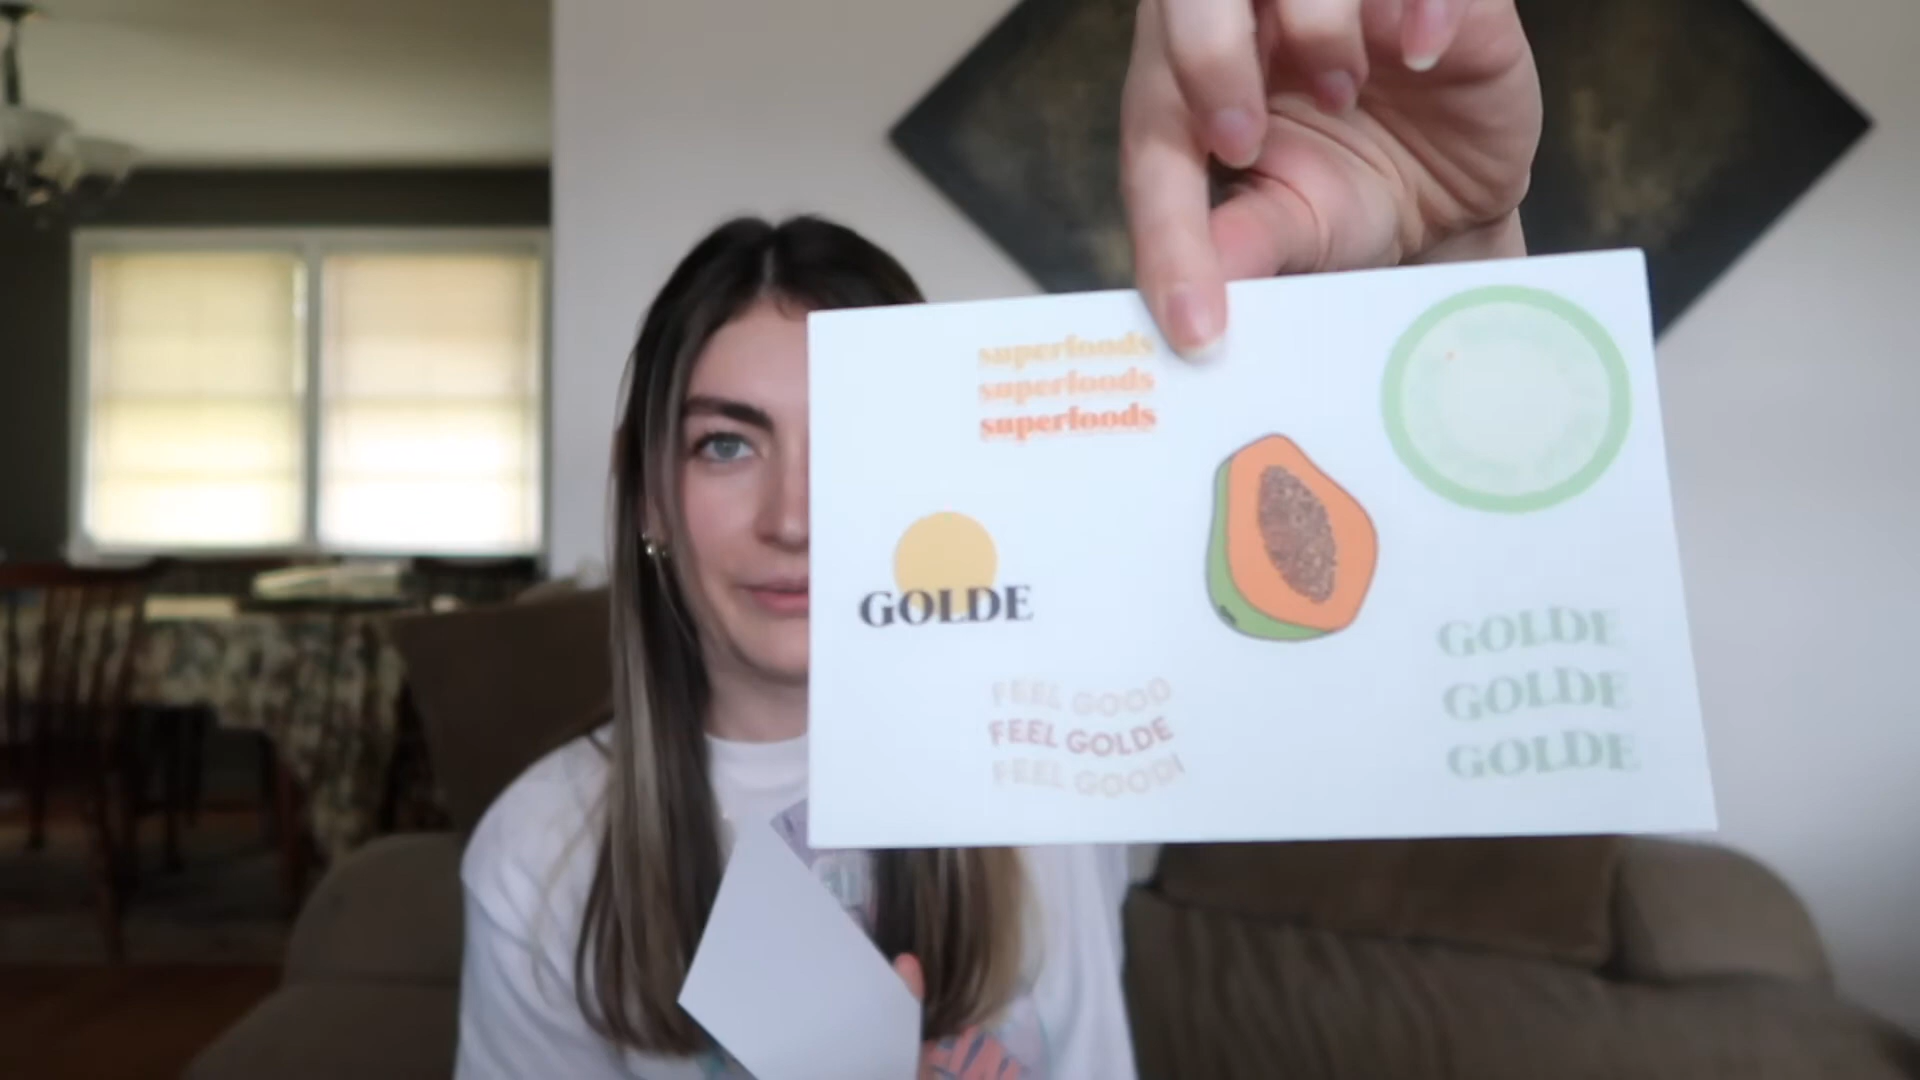 superfoods
superfoods
superfoods
GOLDE
FEEL GOOD
FEEL GOLDE
FEEL GOOD!
GOLDE
GOLDE
GOLDE